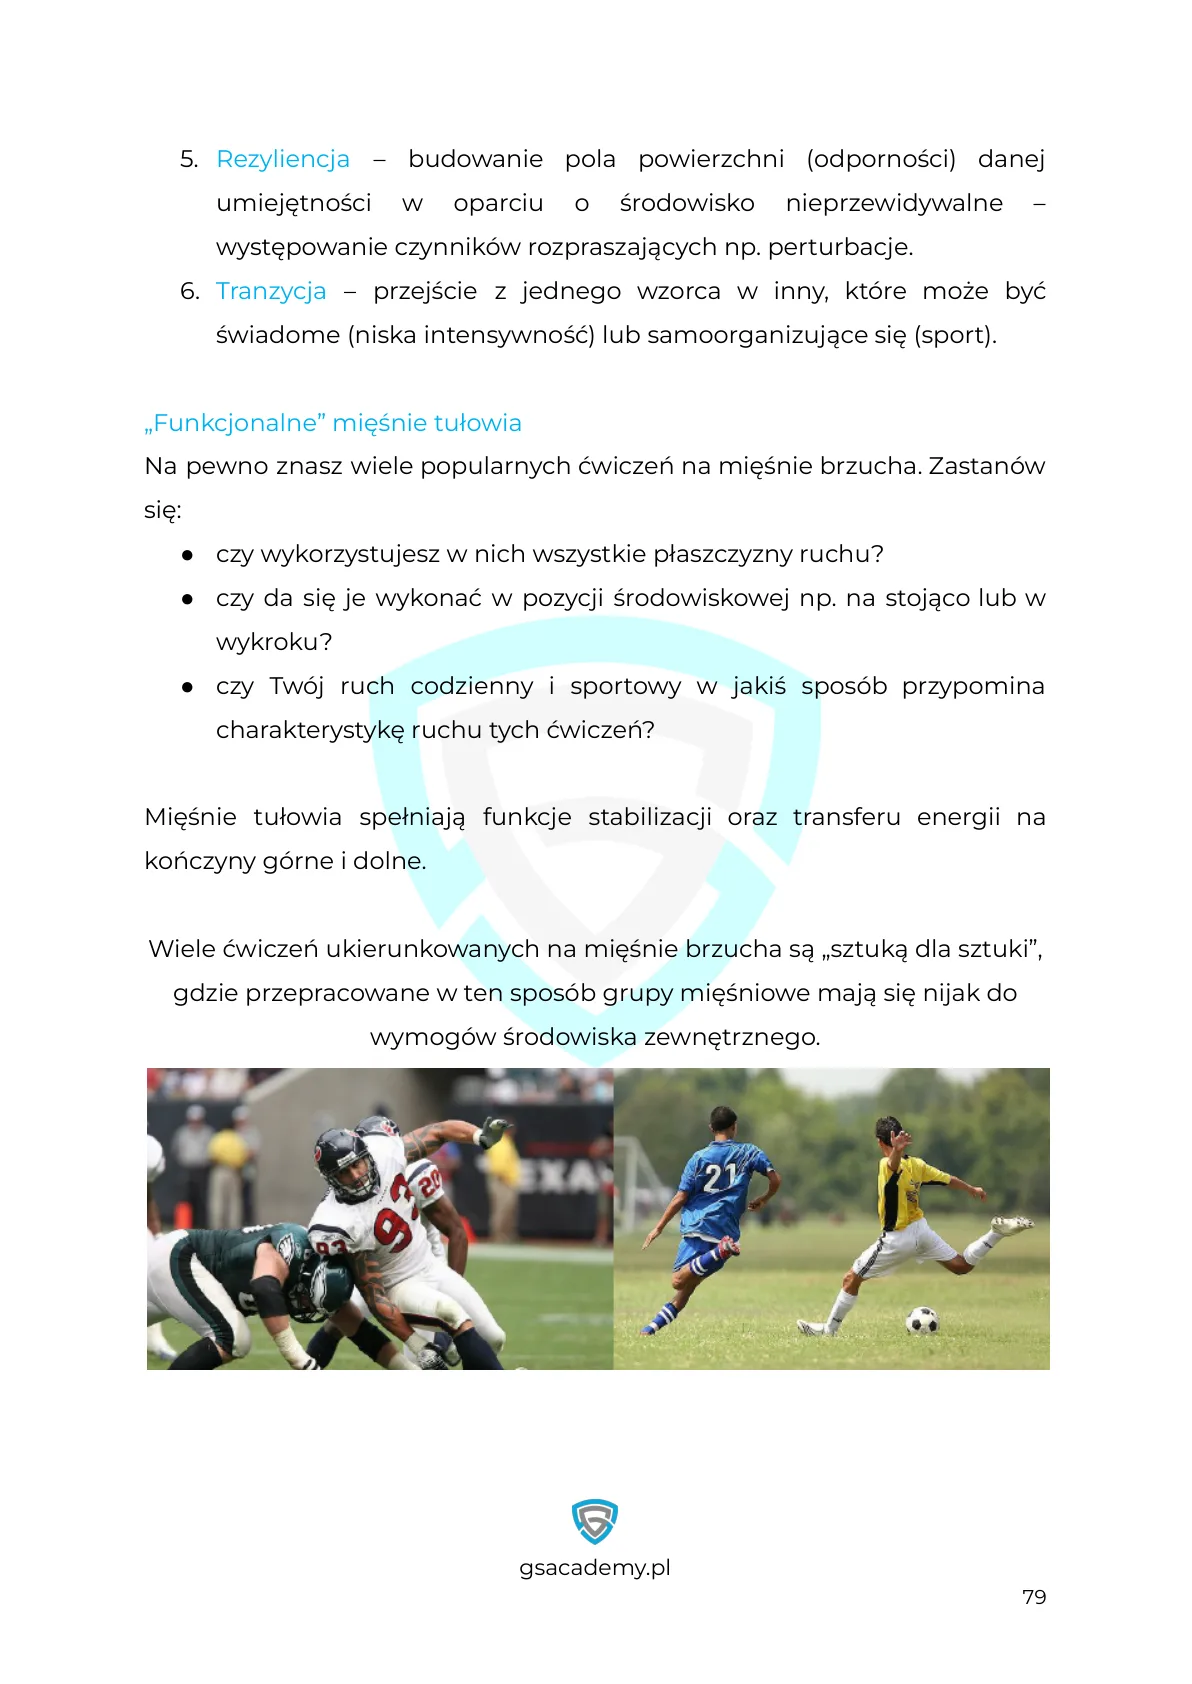 5. Rezyliencja – budowanie pola powierzchni (odporności) danej
umiejętności w oparciu o środowisko nieprzewidywalne –
występowanie czynników rozpraszających np. perturbacje.
6. Tranzycja – przejście z jednego wzorca w inny, które może być
świadome (niska intensywność) lub samoorganizujące się (sport).
„Funkcjonalne” mięśnie tułowia
Na pewno znasz wiele popularnych ćwiczeń na mięśnie brzucha. Zastanów
się:
● czy wykorzystujesz w nich wszystkie płaszczyzny ruchu?
● czy da się je wykonać w pozycji środowiskowej np. na stojąco lub w
wykroku?
● czy Twój ruch codzienny i sportowy w jakiś sposób przypomina
charakterystykę ruchu tych ćwiczeń?
Mięśnie tułowia spełniają funkcje stabilizacji oraz transferu energii na
kończyny górne i dolne.
Wiele ćwiczeń ukierunkowanych na mięśnie brzucha są „sztuką dla sztuki”,
gdzie przepracowane w ten sposób grupy mięśniowe mają się nijak do
wymogów środowiska zewnętrznego.
TEXA
20
93
93
21
gsacademy.pl
79